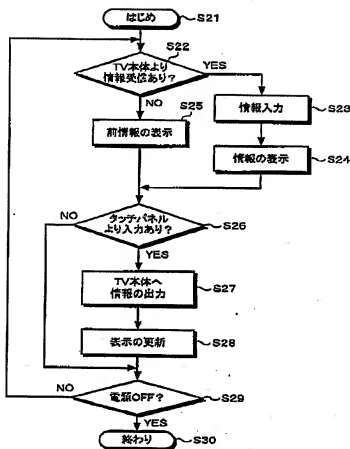 はじめ
S21
S22
TV本体より
情報受信あり？
YES
NO
S25
前情報の表示
情報入力
S23
情報の表示
S24
NO
タッチパネル
より入力あり？
S26
YES
TV本体へ
情報の出力
S27
表示の更新
S28
NO
電源OFF？
S29
YES
終わり
S30